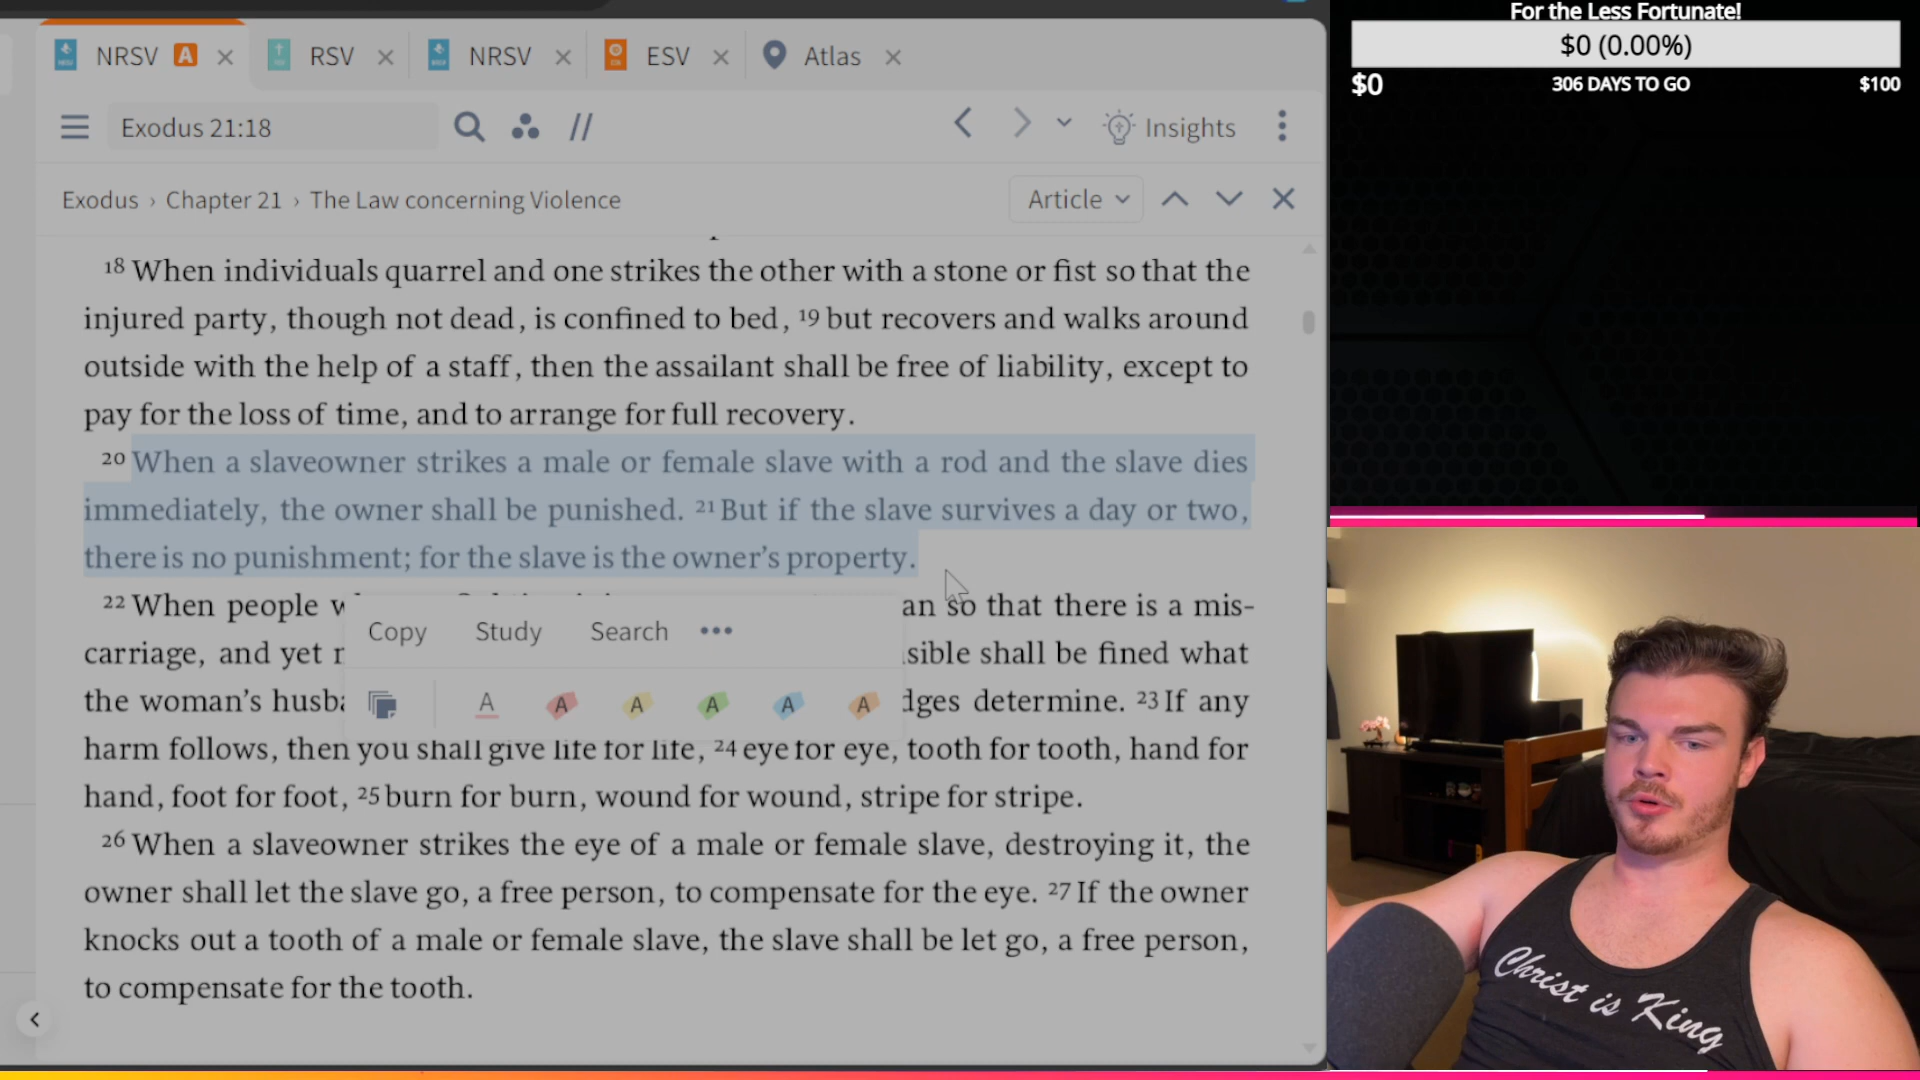 NRSV A RSV NRSV ESV Atlas
Exodus 21:18 Insights
Exodus › Chapter 21 › The Law concerning Violence Article
18 When individuals quarrel and one strikes the other with a stone or fist so that the
injured party, though not dead, is confined to bed, 19 but recovers and walks around
outside with the help of a staff, then the assailant shall be free of liability, except to
pay for the loss of time, and to arrange for full recovery.
20 When a slaveowner strikes a male or female slave with a rod and the slave dies
immediately, the owner shall be punished. 21 But if the slave survives a day or two,
there is no punishment; for the slave is the owner's property.
22 When people so that there is a mis-
carriage, and yet shall be fined what
the woman's determine. 23 If any
harm follows, then you shall give life for life, 24 eye for eye, tooth for tooth, hand for
hand, foot for foot, 25 burn for burn, wound for wound, stripe for stripe.
26 When a slaveowner strikes the eye of a male or female slave, destroying it, the
owner shall let the slave go, a free person, to compensate for the eye. 27 If the owner
knocks out a tooth of a male or female slave, the slave shall be let go, a free person,
to compensate for the tooth.
Copy Study Search
A A A A A A
For the Less Fortunate!
$0 (0.00%)
$0 306 DAYS TO GO $100
Christ is King